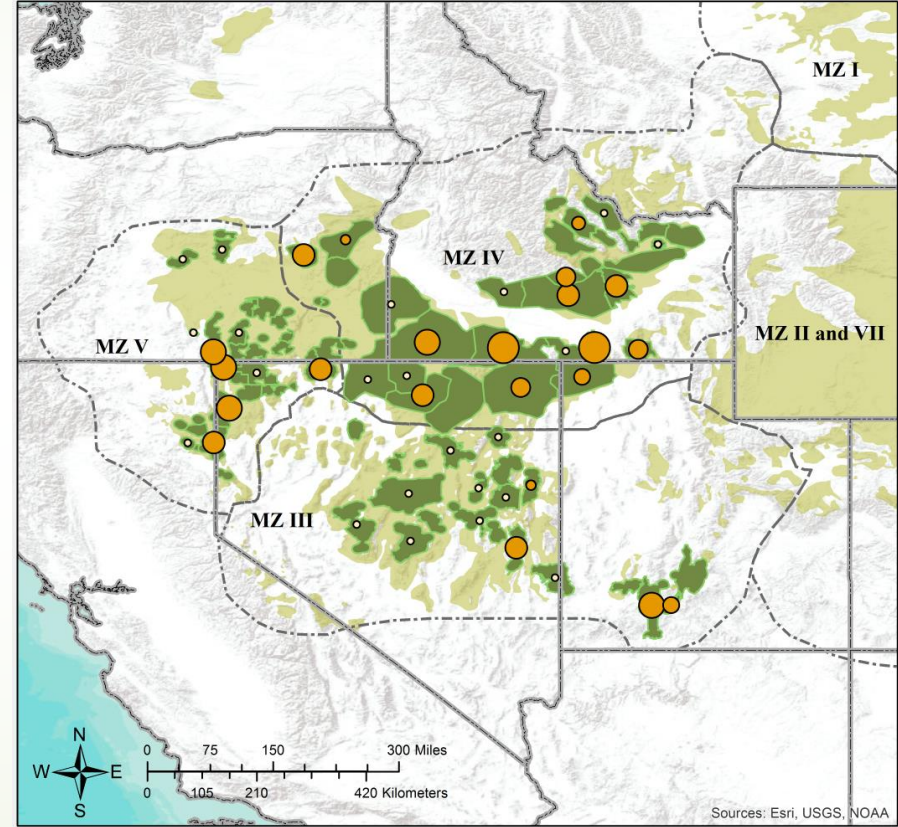 MZ I
MZ IV
MZ II and VII
MZ V
MZ III
N
W E
S
0 75 150 300 Miles
0 105 210 420 Kilometers
Sources: Esri, USGS, NOAA